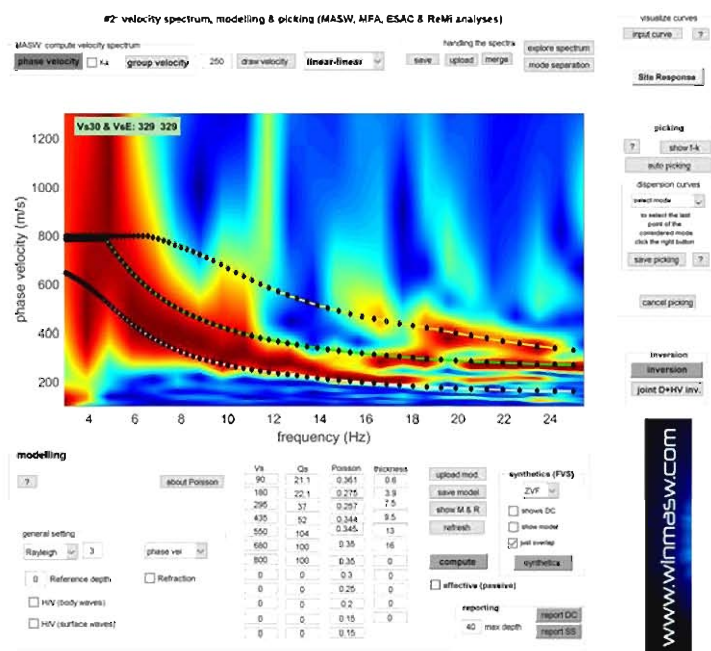 #2: velocity spectrum, modelling & picking (MASW, MFA, ESAC & ReMi analyses)
MASW: compute velocity spectrum
phase velocity
group velocity
250
draw velocity
linear-linear
handling the spectra
save
upload
merge
explore spectrum
mode separation
visualize curves
input curve
?
Site Response
picking
?
show f-k
auto picking
dispersion curves
select mode
to select the last
point of the
considered mode
click the right button
save picking
?
cancel picking
Inversion
inversion
joint D+HV inv.
www.winmasw.com
Vs30 & VsE: 329 329
1200
1000
800
600
400
200
phase velocity (m/s)
4 6 8 10 12 14 16 18 20 22 24
frequency (Hz)
modelling
?
about Poisson
general setting
Rayleigh
3
phase vel
0
Reference depth
Refraction
H/V (body waves)
H/V (surface waves)
Vs Qs Poisson thickness
90 21.1 0.361 0.6
180 22.1 0.275 3.9
295 37 0.257 7.5
435 52 0.344 9.5
550 104 0.345 13
680 100 0.35 16
800 100 0.35 0
0 0 0.3 0
0 0 0.25 0
0 0 0.2 0
0 0 0.15 0
0 0 0.15
upload mod.
save model
show M & R
refresh
compute
synthetics (FVS)
ZVF
shows DC
show model
just overlap
synthetics
effective (passive)
reporting
40
max depth
report DC
report SS